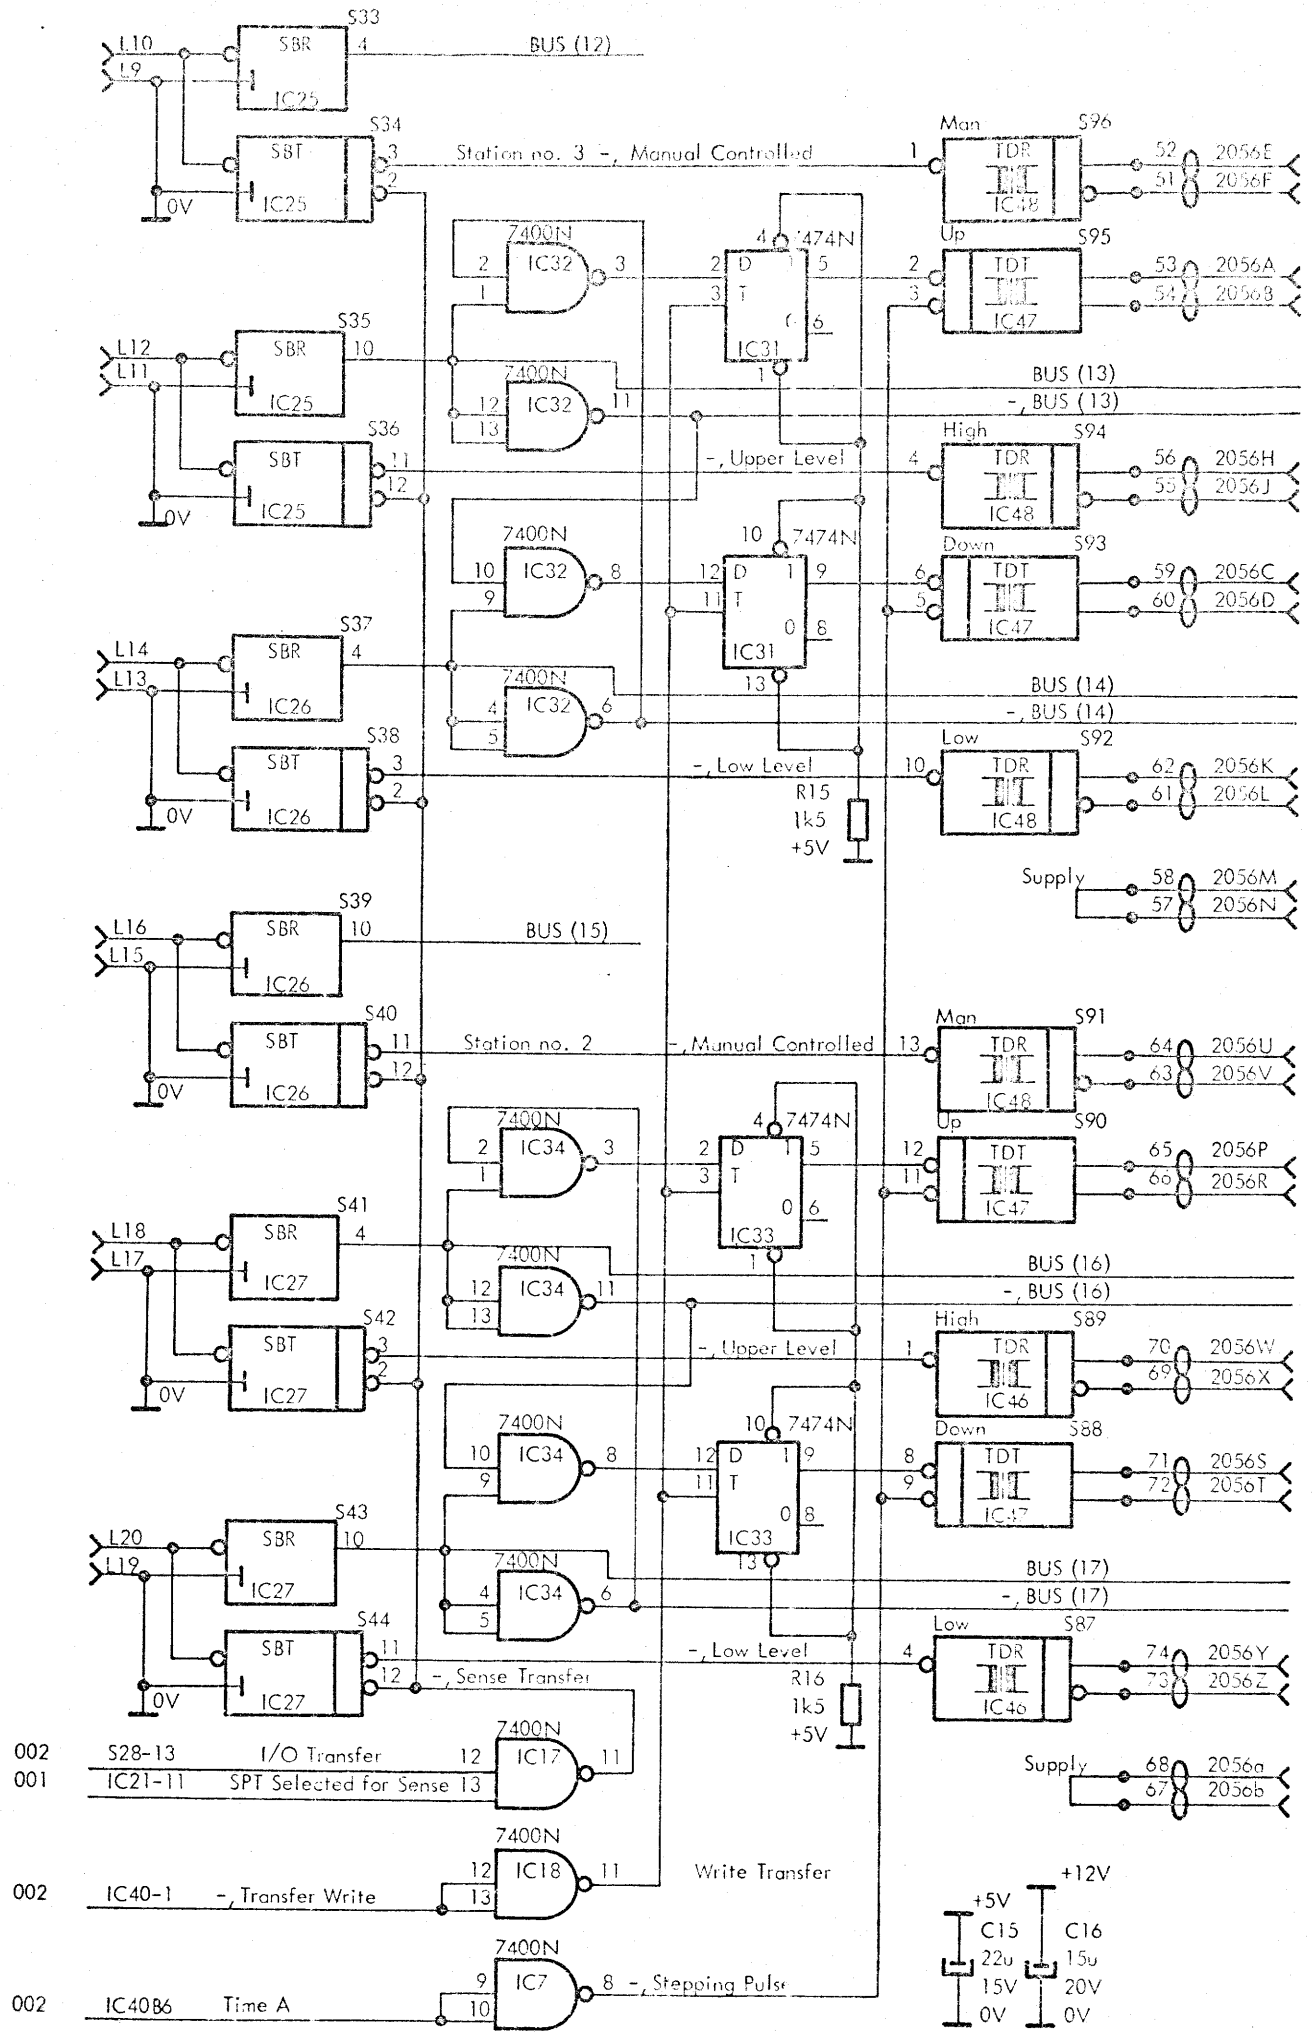 S33
L10 SBR 4 BUS (12)
L9
IC25
S34
SBT 3 Station no. 3 -, Manual Controlled 1
2
0V IC25
Man S96
TDR 52 2056E
51 2056F
IC48
7400N
2 IC32 3
1
4 7474N
2 D 1 5
3 T
6
IC31
1
Up S95
2 TDT 53 2056A
3 54 2056B
IC47
S35
L12 SBR 10
L11
IC25
7400N
12 IC32 11
13
BUS (13)
-, BUS (13)
S36
SBT 11 -, Upper Level 4
12
0V IC25
High S94
TDR 56 2056H
55 2056J
IC48
7400N
10 IC32 8
9
10 7474N
12 D 1 9
11 T
0 8
IC31
13
Down S93
6 TDT 59 2056C
5 60 2056D
IC47
S37
L14 SBR 4
L13
IC26
7400N
4 IC32 6
5
BUS (14)
-, BUS (14)
S38
SBT 3 -, Low Level 10
2
0V IC26
R15
1k5
+5V
Low S92
TDR 62 2056K
61 2056L
IC48
Supply 58 2056M
57 2056N
S39
L16 SBR 10 BUS (15)
L15
IC26
S40
SBT 11 Station no. 2 -, Manual Controlled 13
12
0V IC26
Man S91
TDR 64 2056U
63 2056V
IC48
7400N
2 IC34 3
1
4 7474N
2 D 1 5
3 T
0 6
IC33
1
Up S90
12 TDT 65 2056P
11 66 2056R
IC47
S41
L18 SBR 4
L17
IC27
7400N
12 IC34 11
13
BUS (16)
-, BUS (16)
S42
SBT 3 -, Upper Level 1
2
0V IC27
High S89
TDR 70 2056W
69 2056X
IC46
7400N
10 IC34 8
9
10 7474N
12 D 1 9
11 T
0 8
IC33
13
Down S88
8 TDT 71 2056S
9 72 2056T
IC47
S43
L20 SBR 10
L19
IC27
7400N
4 IC34 6
5
BUS (17)
-, BUS (17)
S44
SBT 11 -, Low Level 4
12 -, Sense Transfer
0V IC27
R16
1k5
+5V
Low S87
TDR 74 2056Y
73 2056Z
IC46
7400N
002 S28-13 I/O Transfer 12 IC17 11
001 IC21-11 SPT Selected for Sense 13
Supply 68 2056a
67 2056b
7400N
12 IC18 11 Write Transfer
002 IC40-1 -, Transfer Write 13
7400N
9 IC7 8 -, Stepping Pulse
002 IC40B6 Time A 10
+12V
+5V
C15 C16
22u 15u
15V 20V
0V 0V